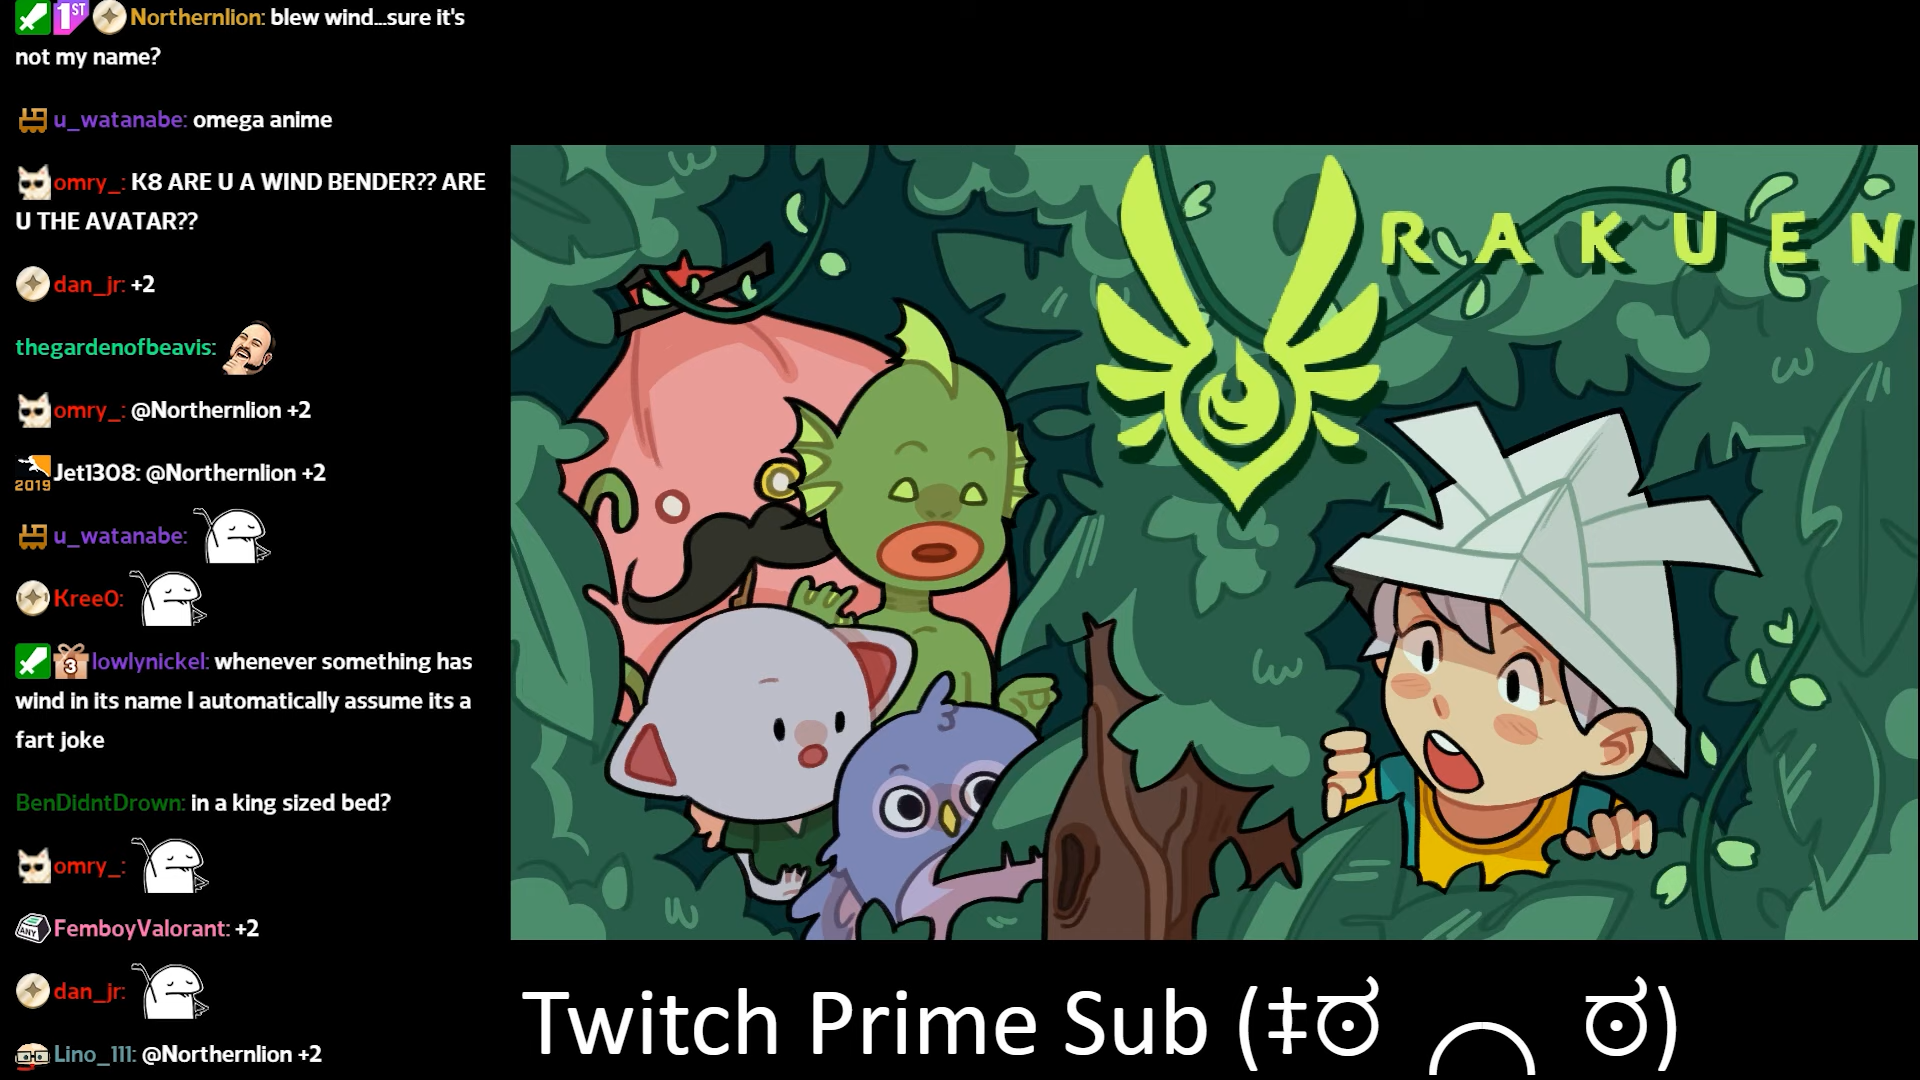 1ST Northernlion: blew wind...sure it's
not my name?
u_watanabe: omega anime
omry_: K8 ARE U A WIND BENDER?? ARE
U THE AVATAR??
dan_jr: +2
thegardenofbeavis:
omry_: @Northernlion +2
2019 Jet1308: @Northernlion +2
u_watanabe:
KreeO:
3 lowlynickel: whenever something has
wind in its name I automatically assume its a
fart joke
BenDidntDrown: in a king sized bed?
omry_:
ANY FemboyValorant: +2
dan_jr:
Lino_111: @Northernlion +2
RAKUEN
Twitch Prime Sub (‡ಠ ╭╮ ಠ)